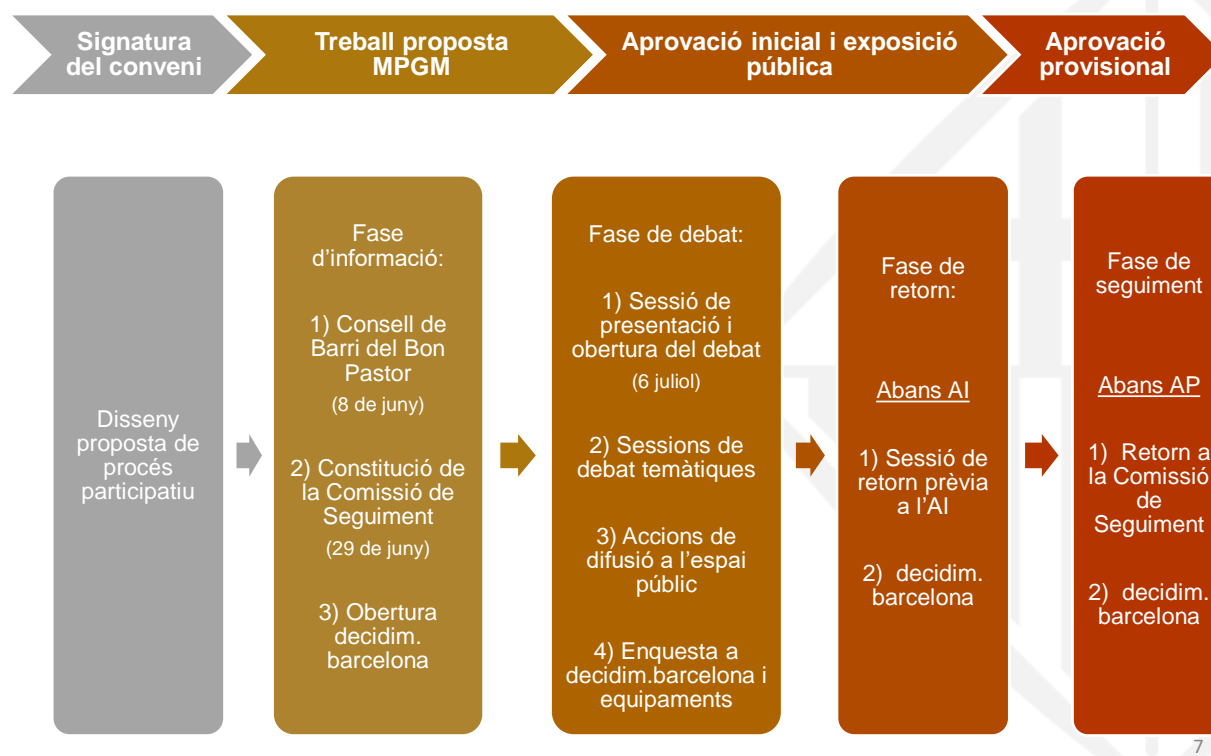 Signatura
del conveni
Treball proposta
MPGM
Aprovació inicial i exposició
pública
Aprovació
provisional
Disseny
proposta de
procés
participatiu
Fase
d’informació:
1) Consell de
Barri del Bon
Pastor
(8 de juny)
2) Constitució de
la Comissió de
Seguiment
(29 de juny)
3) Obertura
decidim.
barcelona
Fase de debat:
1) Sessió de
presentació i
obertura del debat
(6 juliol)
2) Sessions de
debat temàtiques
3) Accions de
difusió a l’espai
públic
4) Enquesta a
decidim.barcelona i
equipaments
Fase de
retorn:
Abans AI
1) Sessió de
retorn prèvia
a l’AI
2) decidim.
barcelona
Fase de
seguiment
Abans AP
1) Retorn a
la Comissió
de
Seguiment
2) decidim.
barcelona
7